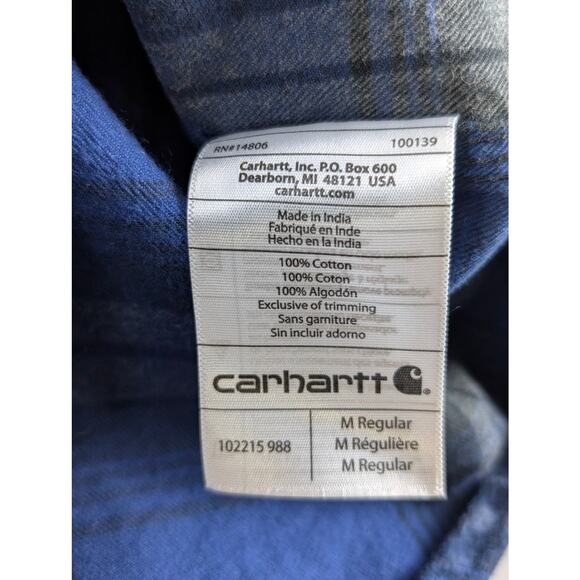 RN#14806 100139
Carhartt, Inc. P.O. Box 600
Dearborn, MI 48121 USA
carhartt.com
Made in India
Fabriqué en Inde
Hecho en la India
100% Cotton
100% Coton
100% Algodón
Exclusive of trimming
Sans garniture
Sin incluir adorno
carhartt
102215 988
M Regular
M Régulière
M Regular